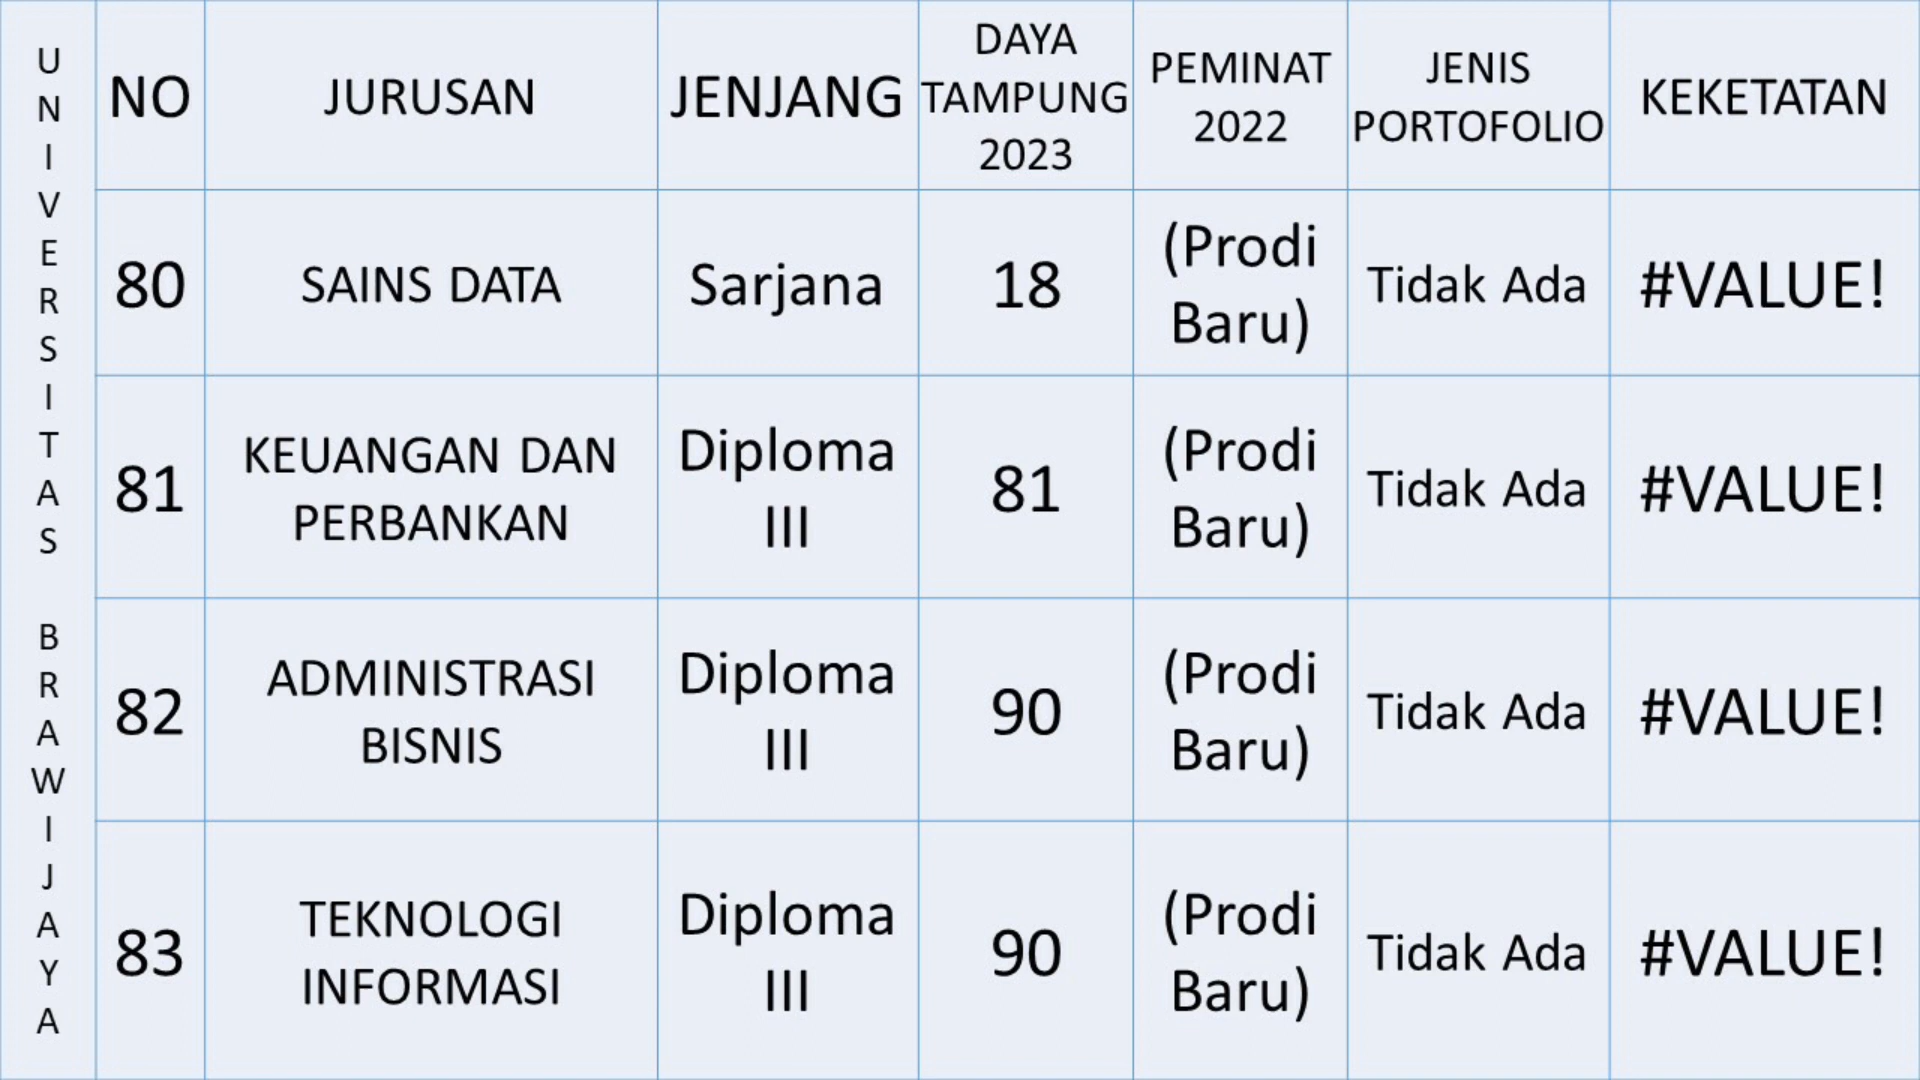 UNIVERSITAS BRAWIJAYA
NO
JURUSAN
JENJANG
DAYA
TAMPUNG
2023
PEMINAT
2022
JENIS
PORTOFOLIO
KEKETATAN
80
SAINS DATA
Sarjana
18
(Prodi
Baru)
Tidak Ada
#VALUE!
81
KEUANGAN DAN
PERBANKAN
Diploma
III
81
(Prodi
Baru)
Tidak Ada
#VALUE!
82
ADMINISTRASI
BISNIS
Diploma
III
90
(Prodi
Baru)
Tidak Ada
#VALUE!
83
TEKNOLOGI
INFORMASI
Diploma
III
90
(Prodi
Baru)
Tidak Ada
#VALUE!